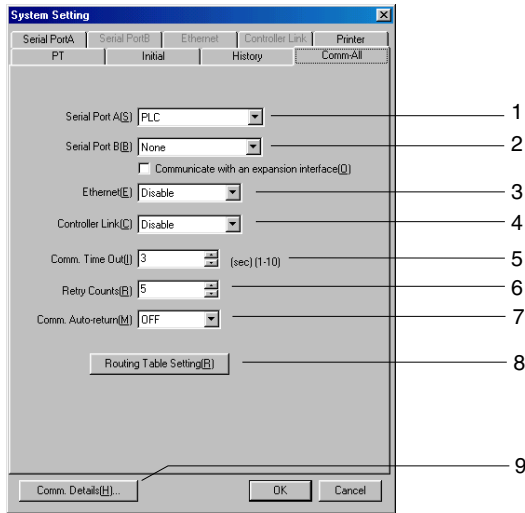 System Setting
Serial PortA Serial PortB Ethernet Controller Link Printer
PT Initial History Comm-All
Serial Port A(S) PLC 1
Serial Port B(B) None 2
Communicate with an expansion interface(O)
Ethernet(E) Disable 3
Controller Link(C) Disable 4
Comm. Time Out(I) 3 (sec) (1-10) 5
Retry Counts(R) 5 6
Comm. Auto-return(M) OFF 7
Routing Table Setting(R) 8
9
Comm. Details(H)... OK Cancel